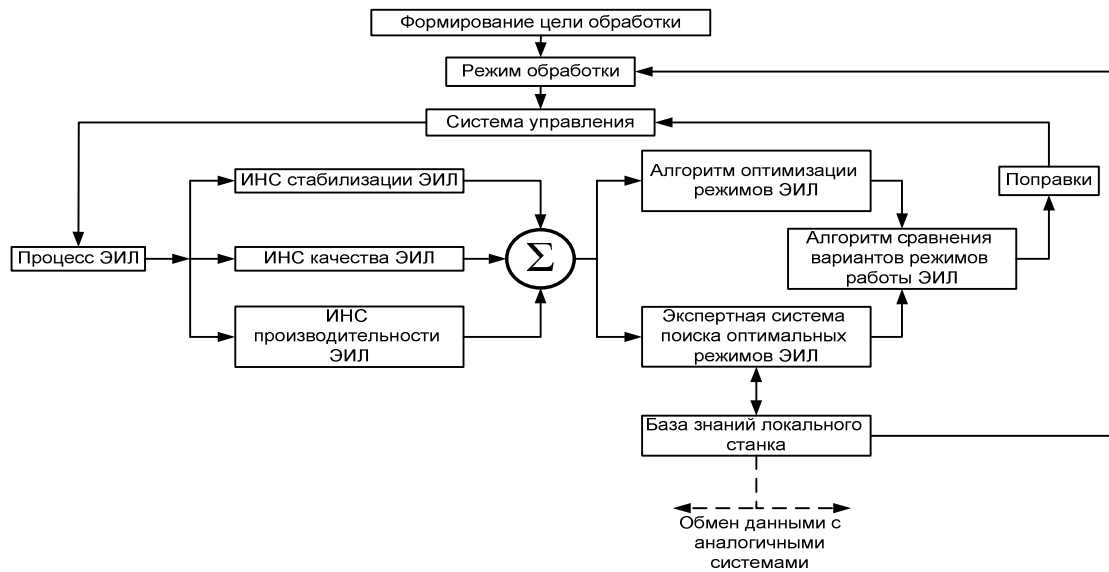 Формирование цели обработки
Режим обработки
Система управления
ИНС стабилизации ЭИЛ
Алгоритм оптимизации
режимов ЭИЛ
Поправки
Процесс ЭИЛ
ИНС качества ЭИЛ
Σ
Алгоритм сравнения
вариантов режимов
работы ЭИЛ
ИНС
производительности
ЭИЛ
Экспертная система
поиска оптимальных
режимов ЭИЛ
База знаний локального
станка
Обмен данными с
аналогичными
системами